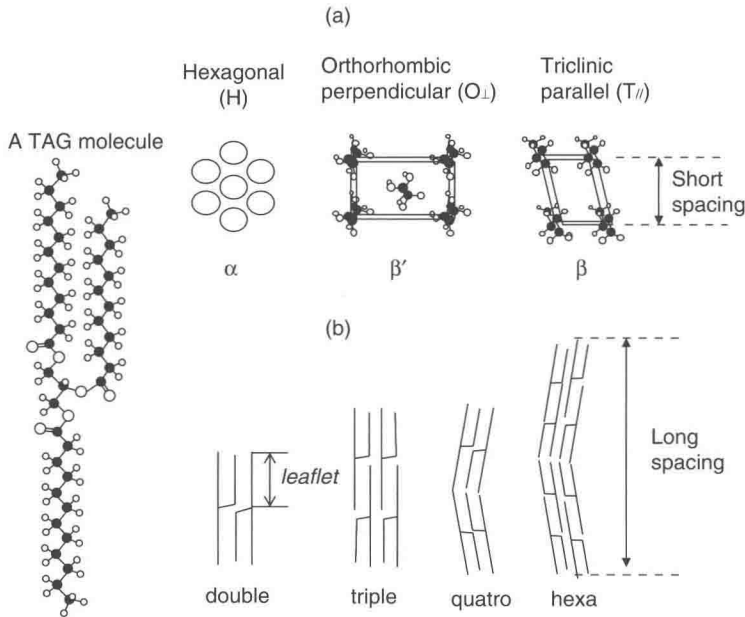 (a)
Hexagonal
(H)
Orthorhombic
perpendicular (O⊥)
Triclinic
parallel (T//)
A TAG molecule
Short
spacing
α
β′
β
(b)
leaflet
Long
spacing
double
triple
quatro
hexa